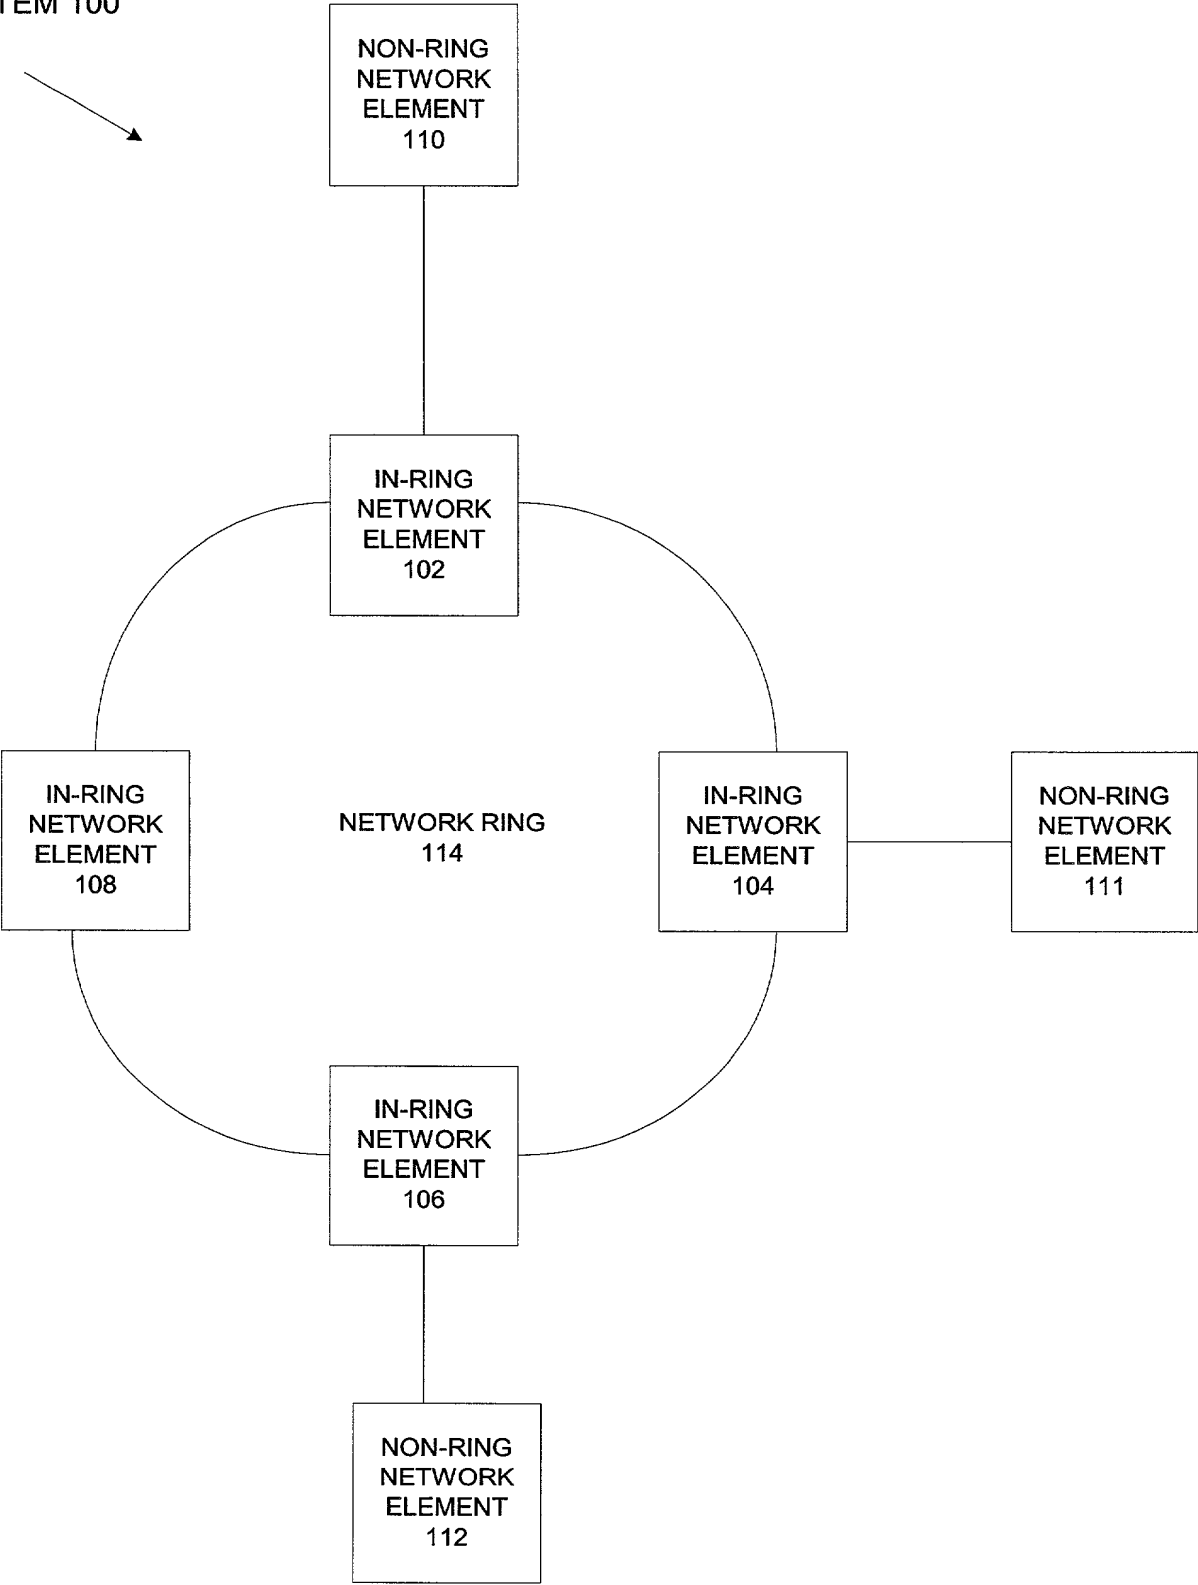 100
NON-RING
NETWORK
ELEMENT
110
IN-RING
NETWORK
ELEMENT
102
IN-RING
NETWORK
ELEMENT
108
NETWORK RING
114
IN-RING
NETWORK
ELEMENT
104
NON-RING
NETWORK
ELEMENT
111
IN-RING
NETWORK
ELEMENT
106
NON-RING
NETWORK
ELEMENT
112